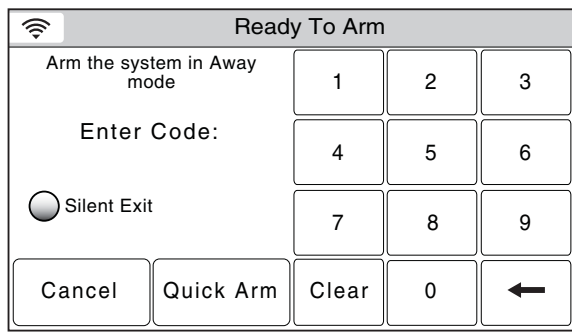 Ready To Arm
Arm the system in Away
mode
Enter Code:
Silent Exit
1 2 3
4 5 6
7 8 9
Cancel Quick Arm Clear 0